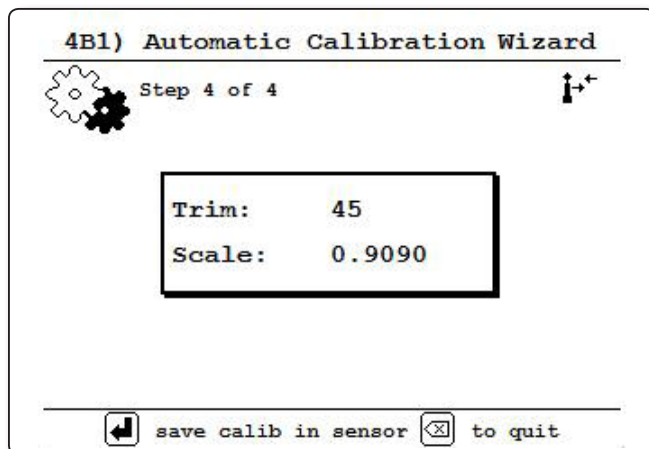 4B1) Automatic Calibration Wizard
Step 4 of 4
Trim: 45
Scale: 0.9090
save calib in sensor to quit